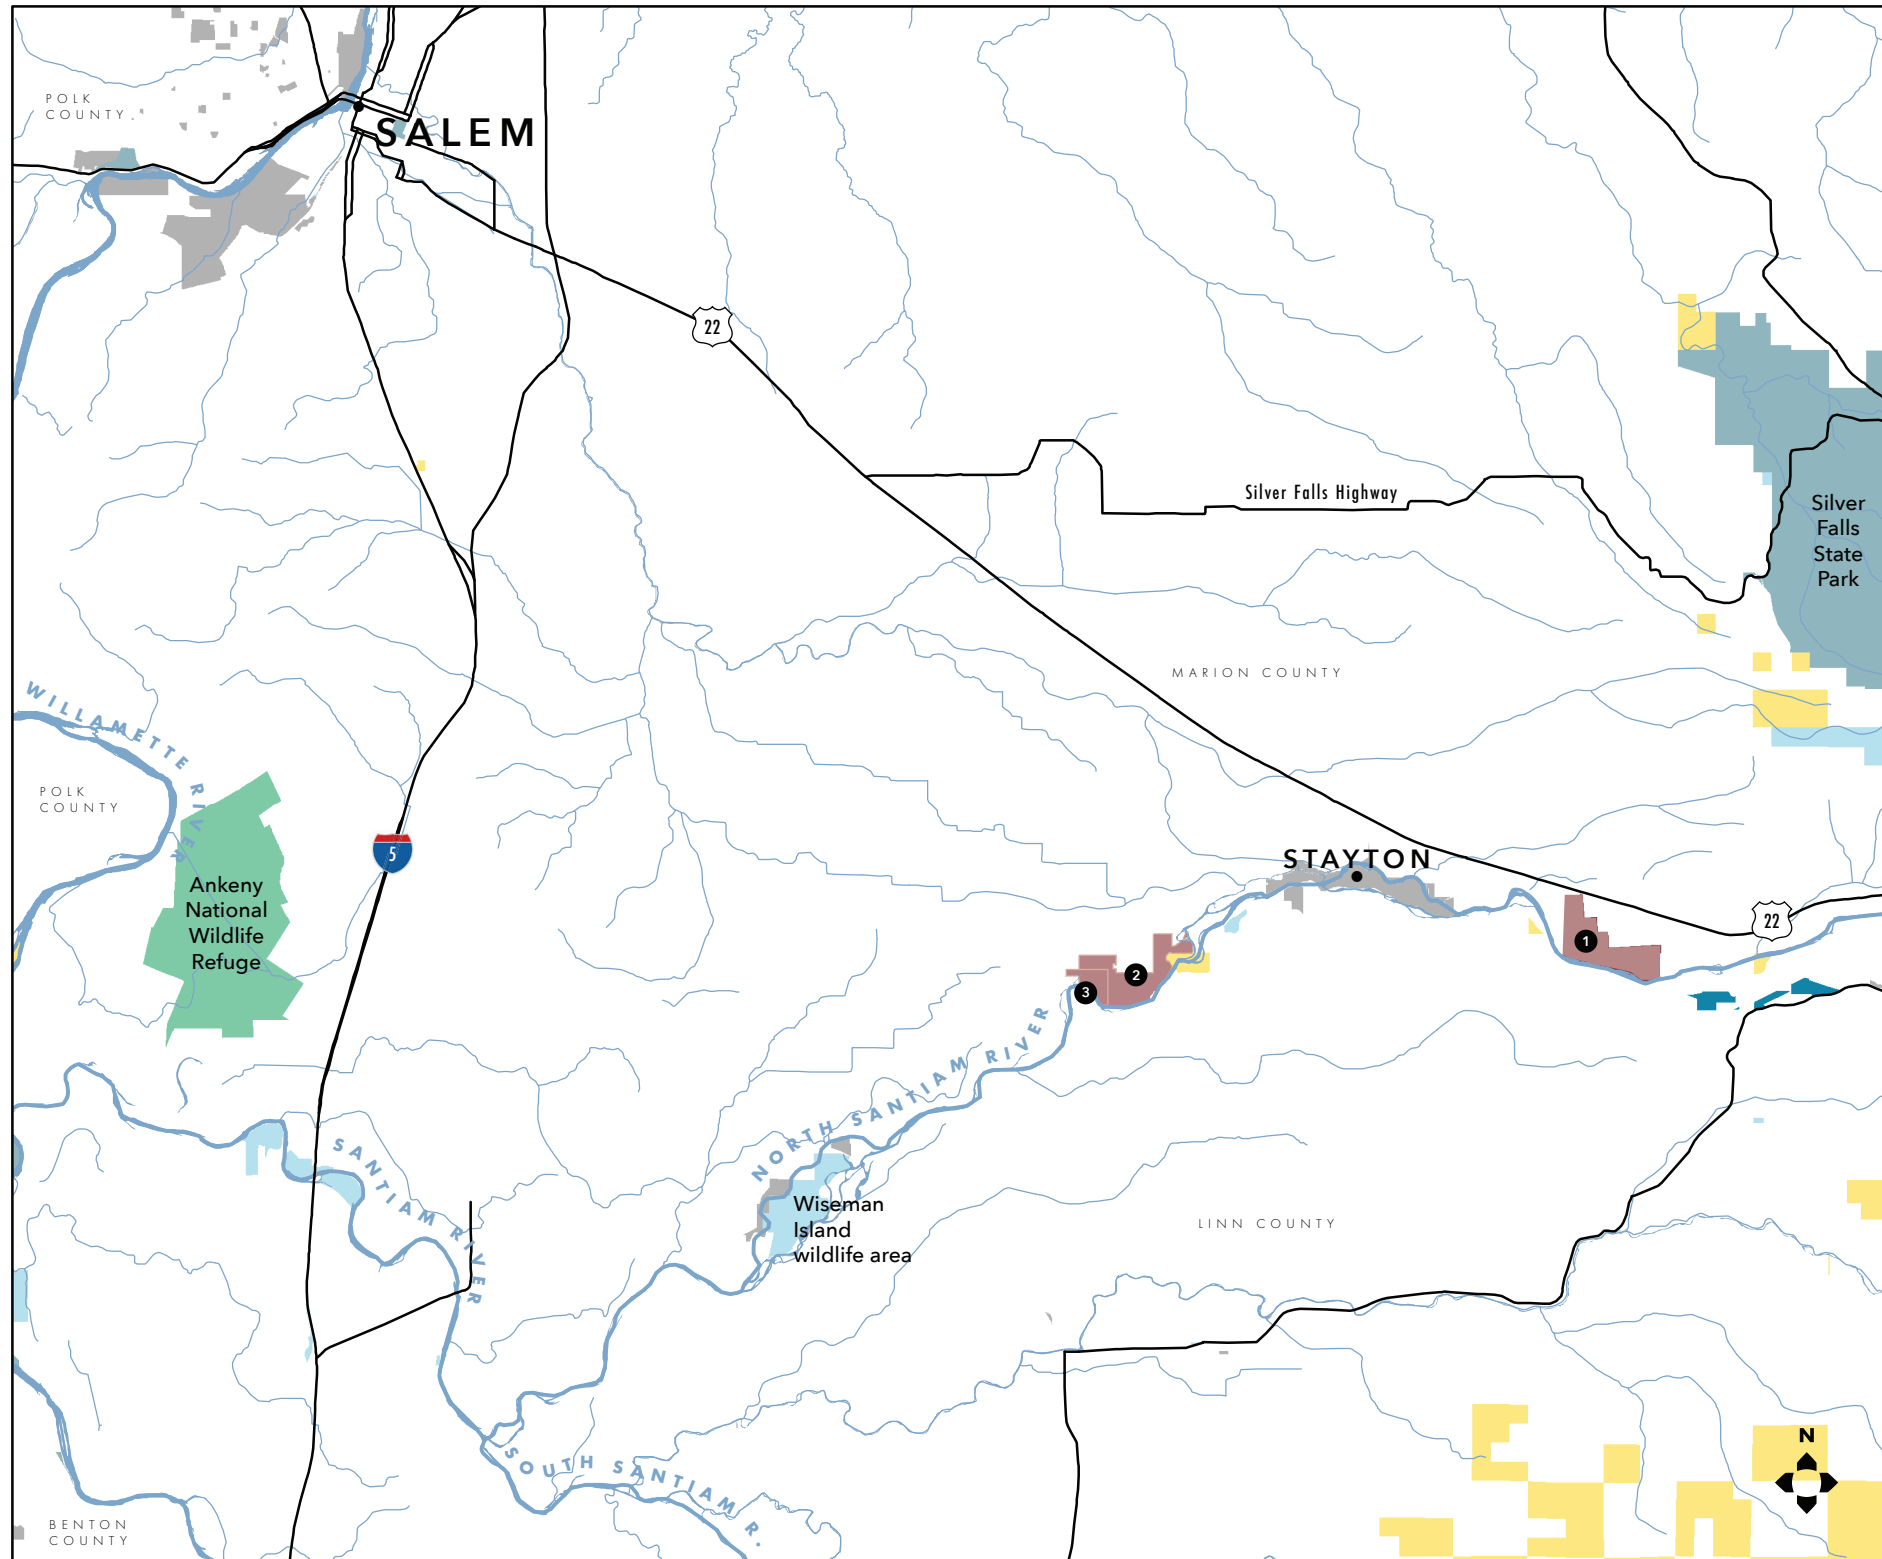 POLK
COUNTY
SALEM
22
Silver Falls Highway
Silver
Falls
State
Park
MARION COUNTY
WILLAMETTE RIVER
POLK
COUNTY
5
STAYTON
Ankeny
National
Wildlife
Refuge
22
1
2
3
NORTH SANTIAM RIVER
SANTIAM RIVER
Wiseman
Island
wildlife area
LINN COUNTY
N
SOUTH SANTIAM R.
BENTON
COUNTY